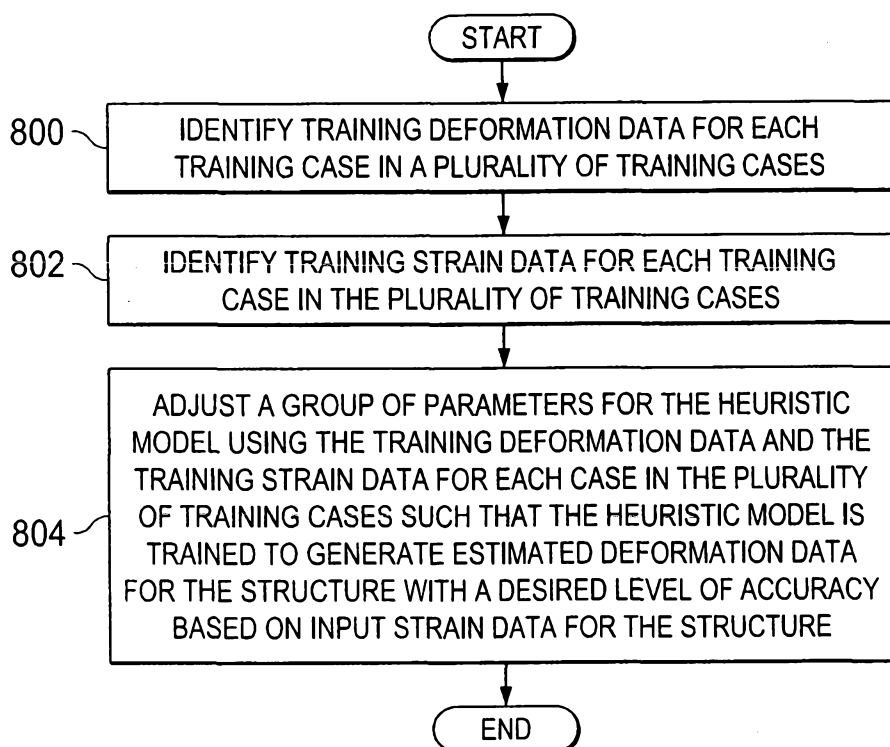 START
800
IDENTIFY TRAINING DEFORMATION DATA FOR EACH
TRAINING CASE IN A PLURALITY OF TRAINING CASES
802
IDENTIFY TRAINING STRAIN DATA FOR EACH TRAINING
CASE IN THE PLURALITY OF TRAINING CASES
804
ADJUST A GROUP OF PARAMETERS FOR THE HEURISTIC
MODEL USING THE TRAINING DEFORMATION DATA AND THE
TRAINING STRAIN DATA FOR EACH CASE IN THE PLURALITY
OF TRAINING CASES SUCH THAT THE HEURISTIC MODEL IS
TRAINED TO GENERATE ESTIMATED DEFORMATION DATA
FOR THE STRUCTURE WITH A DESIRED LEVEL OF ACCURACY
BASED ON INPUT STRAIN DATA FOR THE STRUCTURE
END